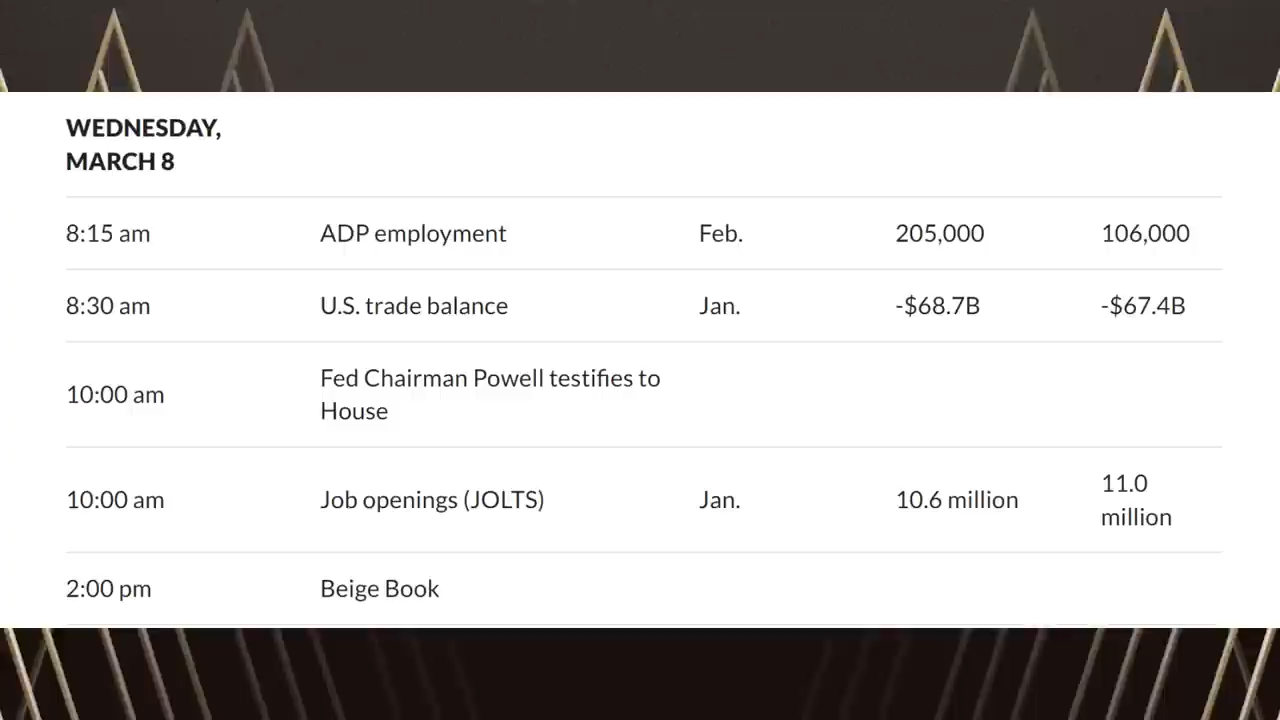 WEDNESDAY,
MARCH 8
8:15 am ADP employment Feb. 205,000 106,000
8:30 am U.S. trade balance Jan. -$68.7B -$67.4B
10:00 am Fed Chairman Powell testifies to
House
10:00 am Job openings (JOLTS) Jan. 10.6 million 11.0
million
2:00 pm Beige Book